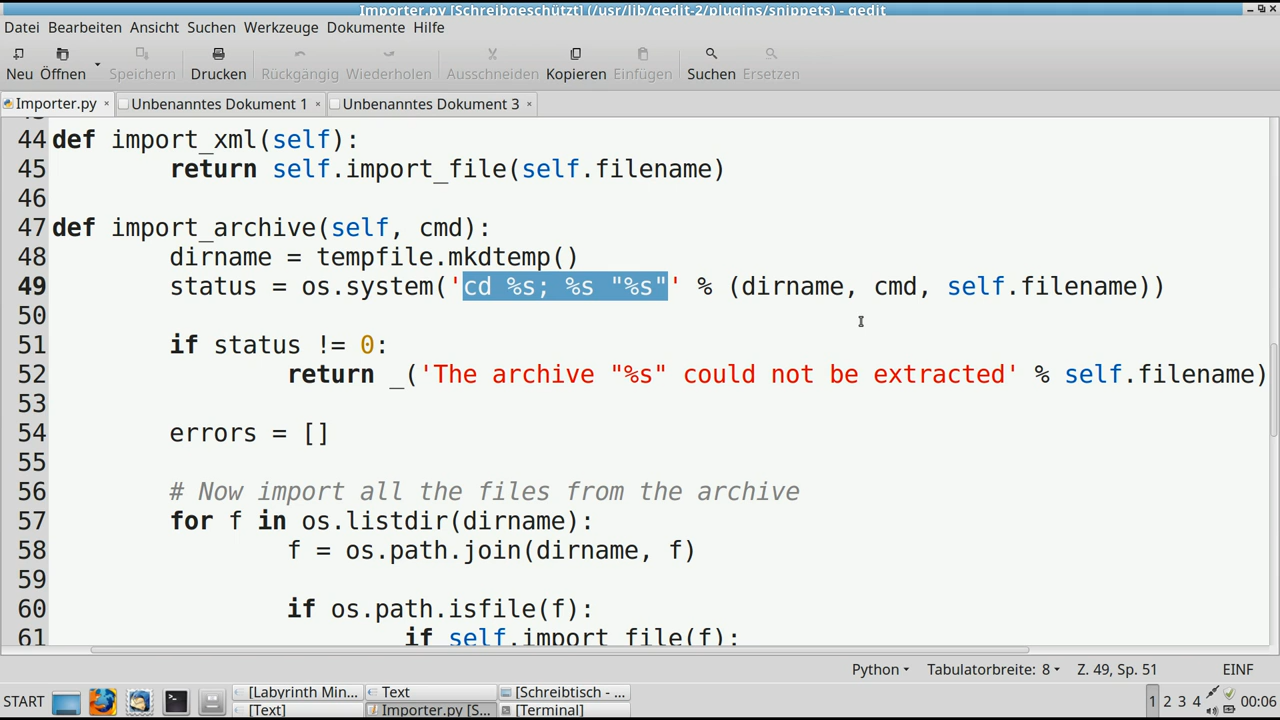 Importer.py [Schreibgeschützt] (/usr/lib/gedit-2/plugins/snippets) - gedit
Datei Bearbeiten Ansicht Suchen Werkzeuge Dokumente Hilfe
Neu Öffnen Speichern Drucken Rückgängig Wiederholen Ausschneiden Kopieren Einfügen Suchen Ersetzen
Importer.py × Unbenanntes Dokument 1 × Unbenanntes Dokument 3 ×
44 def import_xml(self):
45 return self.import_file(self.filename)
46
47 def import_archive(self, cmd):
48 dirname = tempfile.mkdtemp()
49 status = os.system('cd %s; %s "%s"' % (dirname, cmd, self.filename))
50
51 if status != 0:
52 return _('The archive "%s" could not be extracted' % self.filename)
53
54 errors = []
55
56 # Now import all the files from the archive
57 for f in os.listdir(dirname):
58 f = os.path.join(dirname, f)
59
60 if os.path.isfile(f):
61 if self.import_file(f):
Python Tabulatorbreite: 8 Z. 49, Sp. 51 EINF
START [Labyrinth Min... Text [Schreibtisch - ... 1 2 3 4 00:06
[Text] Importer.py [S... [Terminal]